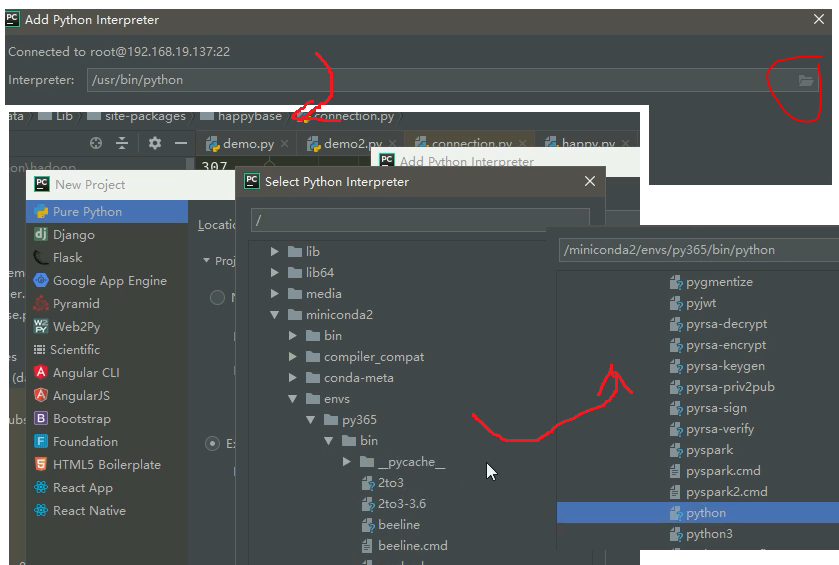 Add Python Interpreter
Connected to root@192.168.19.137:22
Interpreter: /usr/bin/python
ata Lib site-packages happybase connection.py
demo.py demo2.py connection.py happy.py
on\hadoop
307
Add Python Interpreter
New Project
Select Python Interpreter
Pure Python
Django
Flask
Google App Engine
Pyramid
Web2Py
Scientific
Angular CLI
AngularJS
Bootstrap
Foundation
HTML5 Boilerplate
React App
React Native
Locatio
Proj
/
lib
lib64
media
miniconda2
bin
compiler_compat
conda-meta
envs
py365
bin
__pycache__
2to3
2to3-3.6
beeline
beeline.cmd
/miniconda2/envs/py365/bin/python
pygmentize
pyjwt
pyrsa-decrypt
pyrsa-encrypt
pyrsa-keygen
pyrsa-priv2pub
pyrsa-sign
pyrsa-verify
pyspark
pyspark.cmd
pyspark2.cmd
python
python3